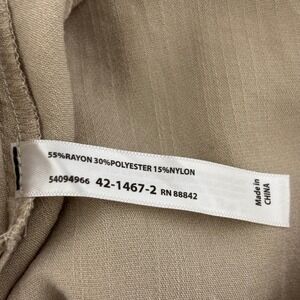 55%RAYON 30%POLYESTER 15%NYLON
54094966 42-1467-2 RN 88842
Made in
CHINA